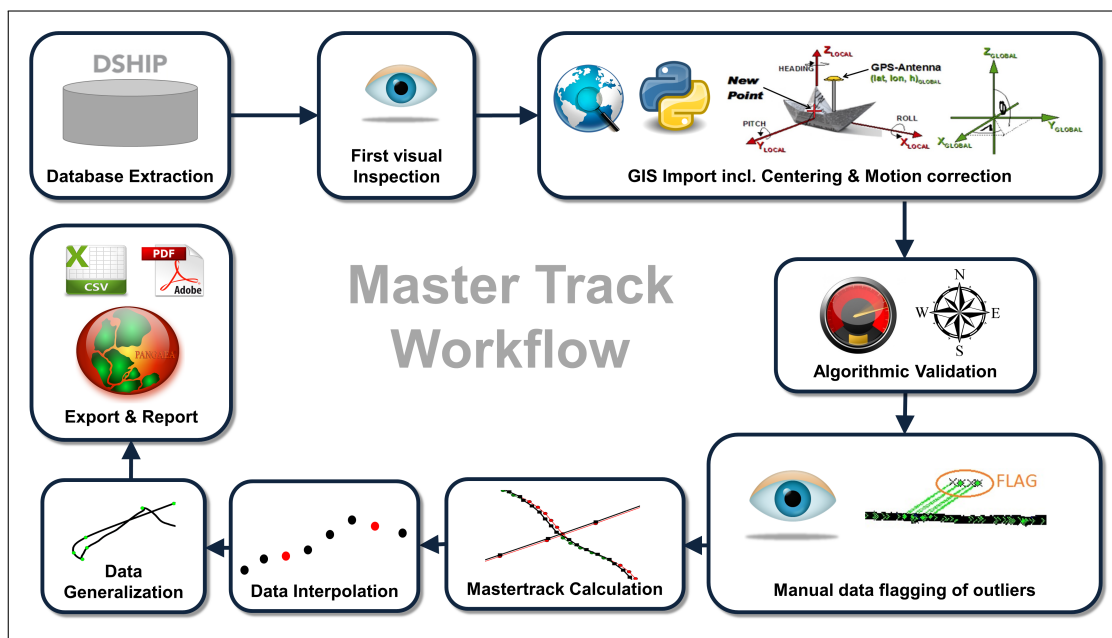 DSHIP
Database Extraction
First visual
Inspection
Z LOCAL
HEADING
GPS-Antenna
(lat, lon, h)GLOBAL
New
Point
PITCH
Y LOCAL
ROLL
X LOCAL
Z GLOBAL
Y GLOBAL
X GLOBAL
GIS Import incl. Centering & Motion correction
Master Track
Workflow
N
W
E
S
Algorithmic Validation
FLAG
Manual data flagging of outliers
Mastertrack Calculation
Data Interpolation
Data
Generalization
X
CSV
PDF
Adobe
PANGAEA
Export & Report